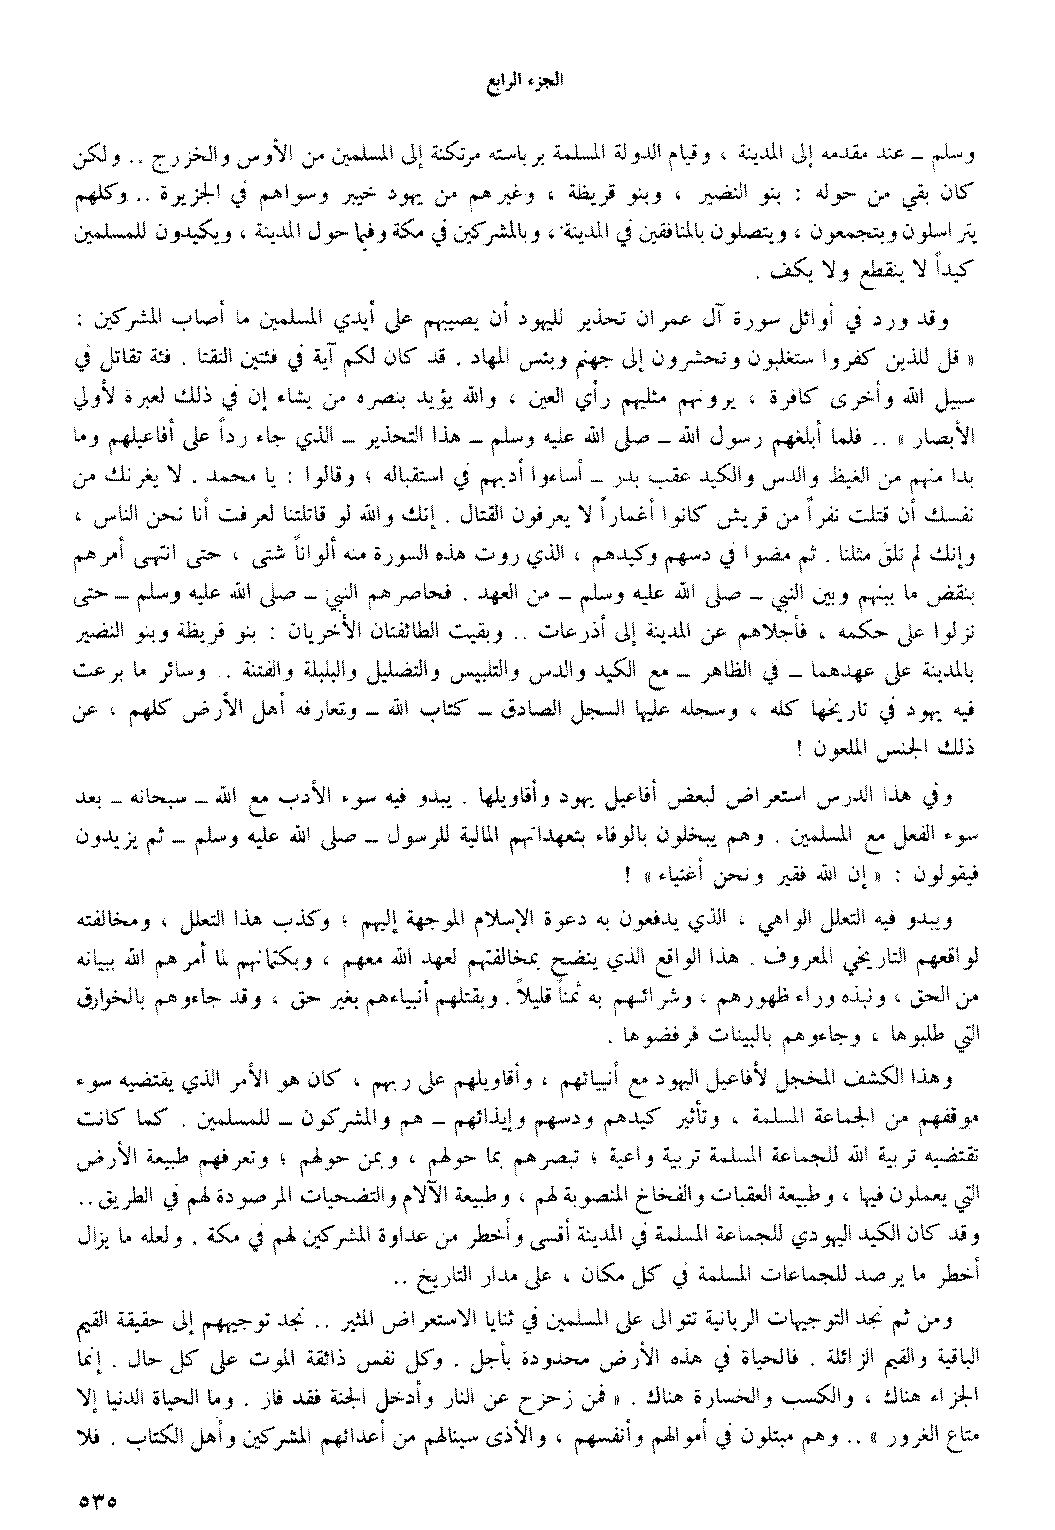 الجزء الرابع
وسلم – عند مقدمه إلى المدينة ، وقيام الدولة المسلمة برياسته مرتكنة إلى المسلمين من الأوس والخزرج .. ولكن
كان بقي من حوله : بنو النضير ، وبنو قريظة ، وغيرهم من يهود خيبر وسواهم في الجزيرة .. وكلهم
يتراسلون ويتجمعون ، ويتصلون بالمنافقين في المدينة ، وبالمشركين في مكة وفيما حول المدينة ، ويكيدون للمسلمين
كيداً لا ينقطع ولا يكف .
وقد ورد في أوائل سورة آل عمران تحذير لليهود أن يصيبهم على أيدي المسلمين ما أصاب المشركين :
« قل للذين كفروا ستغلبون وتحشرون إلى جهنم وبئس المهاد . قد كان لكم آية في فئتين التقتا . فئة تقاتل في
سبيل الله وأخرى كافرة ، يرونهم مثليهم رأي العين ، والله يؤيد بنصره من يشاء إن في ذلك لعبرة لأولي
الأبصار » .. فلما أبلغهم رسول الله – صلى الله عليه وسلم – هذا التحذير – الذي جاء رداً على أفاعيلهم وما
بدا منهم من الغيظ والدس والكيد عقب بدر – أساءوا أدبهم في استقباله ؛ وقالوا : يا محمد . لا يغرنك من
نفسك أن قتلت نفراً من قريش كانوا أغماراً لا يعرفون القتال . إنك والله لو قاتلتنا لعرفت أنا نحن الناس ،
وإنك لم تلق مثلنا . ثم مضوا في دسهم وكيدهم ، الذي روت هذه السورة منه ألواناً شتى ، حتى انتهى أمرهم
بنقض ما بينهم وبين النبي – صلى الله عليه وسلم – من العهد . فحاصرهم النبي – صلى الله عليه وسلم – حتى
نزلوا على حكمه ، فأجلاهم عن المدينة إلى أذرعات .. وبقيت الطائفتان الأخريان : بنو قريظة وبنو النضير
بالمدينة على عهدهما – في الظاهر – مع الكيد والدس والتلبيس والتضليل والبلبلة والفتنة .. وسائر ما برعت
فيه يهود في تاريخها كله ، وسجله عليها السجل الصادق – كتاب الله – وتعارفه أهل الأرض كلهم ، عن
ذلك الجنس الملعون !
وفي هذا الدرس استعراض لبعض أفاعيل يهود وأقاويلها . يبدو فيه سوء الأدب مع الله – سبحانه – بعد
سوء الفعل مع المسلمين . وهم يبخلون بالوفاء بتعهداتهم المالية للرسول – صلى الله عليه وسلم – ثم يزيدون
فيقولون : « إن الله فقير ونحن أغنياء » !
ويبدو فيه التعلل الواهي ، الذي يدفعون به دعوة الإسلام الموجهة إليهم ؛ وكذب هذا التعلل ، ومخالفته
لواقعهم التاريخي المعروف . هذا الواقع الذي ينضح بمخالفتهم لعهد الله معهم ، وبكتمانهم لما أمرهم الله ببيانه
من الحق ، ونبذه وراء ظهورهم ، وشرائهم به ثمناً قليلاً . وبقتلهم أنبياءهم بغير حق ، وقد جاءوهم بالخوارق
التي طلبوها ، وجاءوهم بالبينات فرفضوها .
وهذا الكشف المخجل لأفاعيل اليهود مع أنبيائهم ، وأقاويلهم على ربهم ، كان هو الأمر الذي يقتضيه سوء
موقفهم من الجماعة المسلمة ، وتأثير كيدهم ودسهم وإيذائهم – هم والمشركون – للمسلمين . كما كانت
تقتضيه تربية الله للجماعة المسلمة تربية واعية ؛ تبصرهم بما حولهم ، وبمن حولهم ؛ وتعرفهم طبيعة الأرض
التي يعملون فيها ، وطبيعة العقبات والفخاخ المنصوبة لهم ، وطبيعة الآلام والتضحيات المرصودة لهم في الطريق..
وقد كان الكيد اليهودي للجماعة المسلمة في المدينة أقسى وأخطر من عداوة المشركين لهم في مكة . ولعله ما يزال
أخطر ما يرصد للجماعات المسلمة في كل مكان ، على مدار التاريخ ..
ومن ثم نجد التوجيهات الربانية تتوالى على المسلمين في ثنايا الاستعراض المثير .. نجد توجيههم إلى حقيقة القيم
الباقية والقيم الزائلة . فالحياة في هذه الأرض محدودة بأجل . وكل نفس ذائقة الموت على كل حال . إنما
الجزاء هناك ، والكسب والخسارة هناك . « فمن زحزح عن النار وأدخل الجنة فقد فاز . وما الحياة الدنيا إلا
متاع الغرور » .. وهم مبتلون في أموالهم وأنفسهم ، والأذى سينالهم من أعدائهم المشركين وأهل الكتاب . فلا
٥٣٥